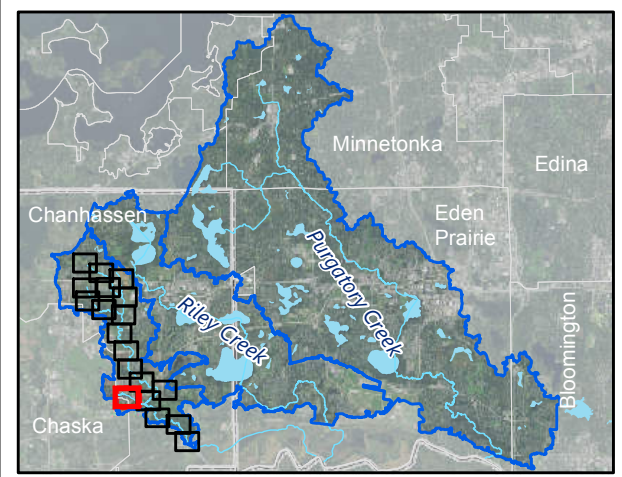 Minnetonka
Edina
Chanhassen
Eden
Prairie
Purgatory Creek
Riley Creek
Bloomington
Chaska